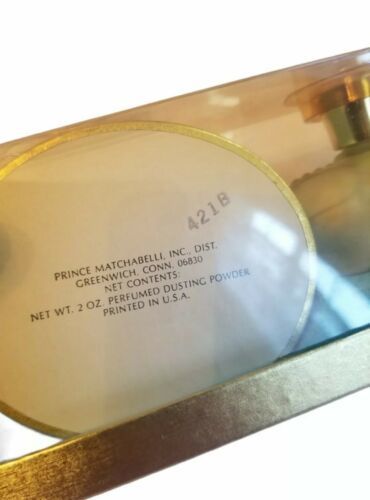 421B
PRINCE MATCHABELLI, INC., DIST.
GREENWICH, CONN. 06830
NET CONTENTS:
NET WT. 2 OZ. PERFUMED DUSTING POWDER
PRINTED IN U.S.A.